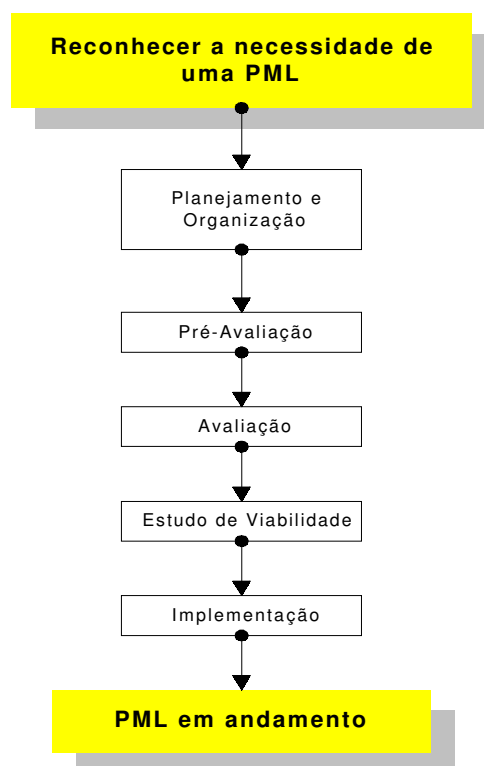 Reconhecer a necessidade de
uma PML
Planejamento e
Organização
Pré-Avaliação
Avaliação
Estudo de Viabilidade
Implementação
PML em andamento